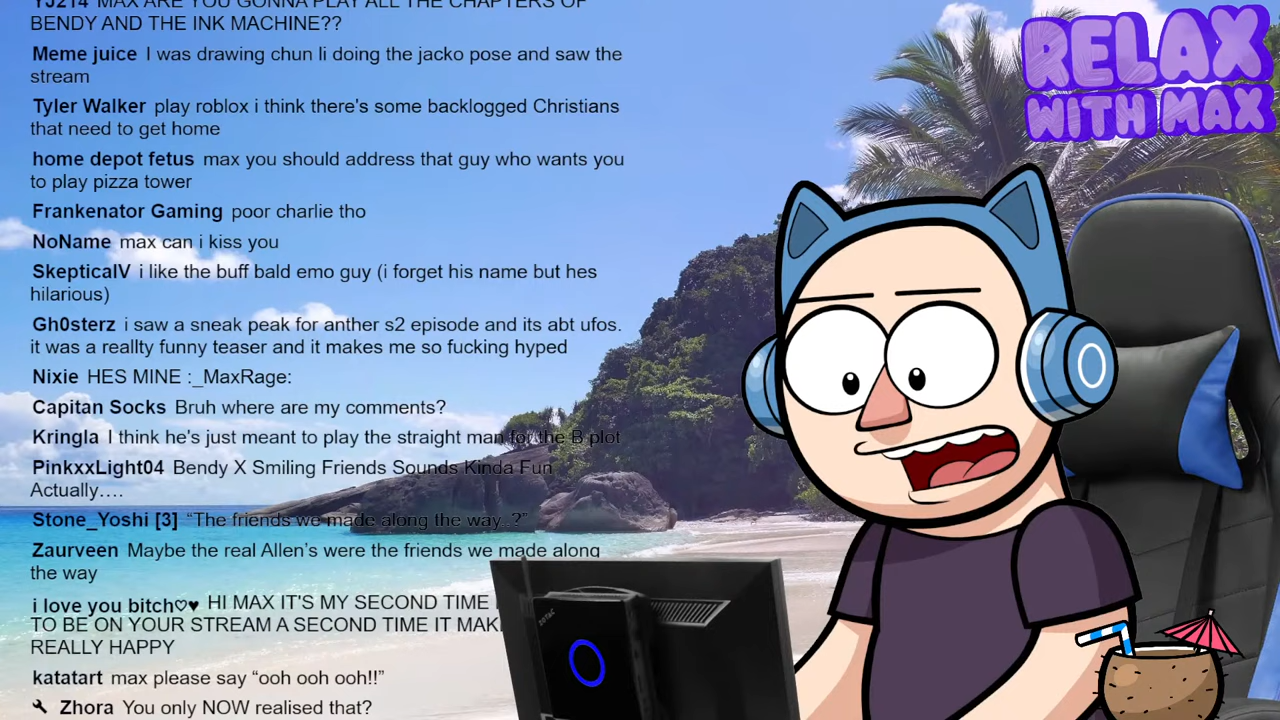 YJ214 MAX ARE YOU GONNA PLAY ALL THE CHAPTERS OF
BENDY AND THE INK MACHINE??
Meme juice I was drawing chun li doing the jacko pose and saw the
stream
Tyler Walker play roblox i think there's some backlogged Christians
that need to get home
home depot fetus max you should address that guy who wants you
to play pizza tower
Frankenator Gaming poor charlie tho
NoName max can i kiss you
SkepticalV i like the buff bald emo guy (i forget his name but hes
hilarious)
Gh0sterz i saw a sneak peak for anther s2 episode and its abt ufos.
it was a reallty funny teaser and it makes me so fucking hyped
Nixie HES MINE :_MaxRage:
Capitan Socks Bruh where are my comments?
Kringla I think he's just meant to play the straight man for the B plot
PinkxxLight04 Bendy X Smiling Friends Sounds Kinda Fun
Actually….
Stone_Yoshi [3] “The friends we made along the way..?”
Zaurveen Maybe the real Allen’s were the friends we made along
the way
i love you bitch♡♥ HI MAX IT'S MY SECOND TIME
TO BE ON YOUR STREAM A SECOND TIME IT
REALLY HAPPY
katatart max please say “ooh ooh ooh!!”
Zhora You only NOW realised that?
RELAX
WITH MAX
ZOTAC